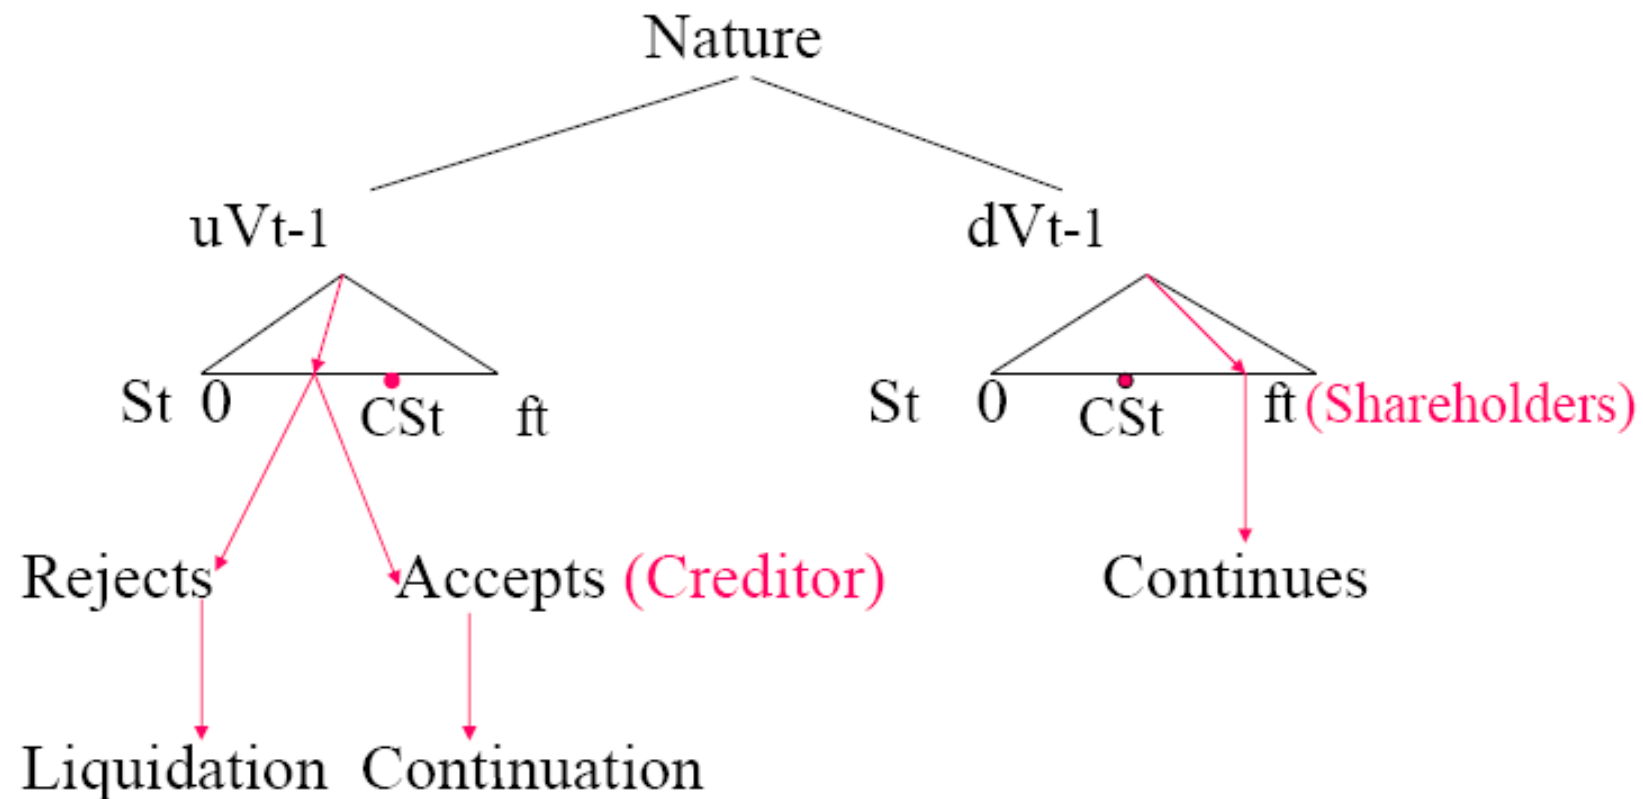 Nature
uVt-1 dVt-1
St 0 CSt ft St 0 CSt ft (Shareholders)
Rejects Accepts (Creditor) Continues
Liquidation Continuation